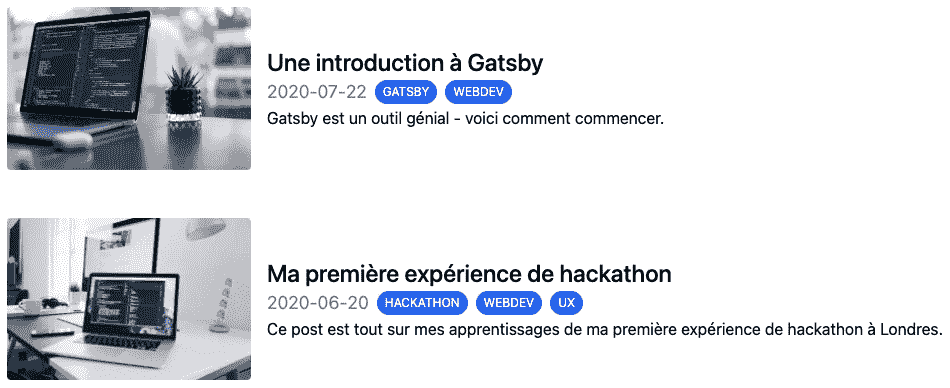 Une introduction à Gatsby
2020-07-22 GATSBY WEBDEV
Gatsby est un outil génial - voici comment commencer.
Ma première expérience de hackathon
2020-06-20 HACKATHON WEBDEV UX
Ce post est tout sur mes apprentissages de ma première expérience de hackathon à Londres.